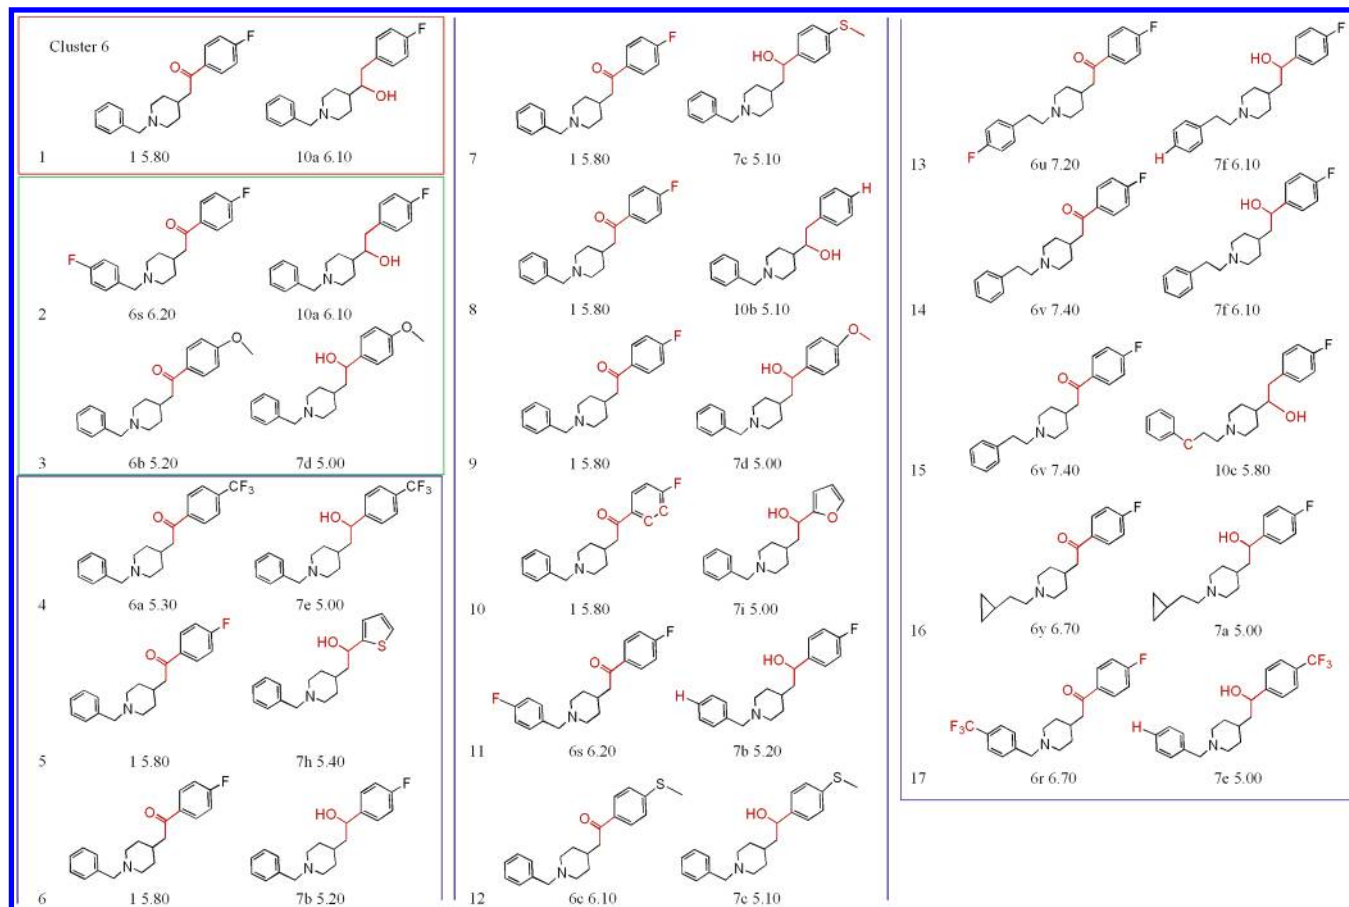 Cluster 6
F F
O
OH
N N
1 1 5.80 10a 6.10
F F
O
F OH
N N
2 6s 6.20 10a 6.10
O O
O HO
N N
3 6b 5.20 7d 5.00
CF3 CF3
O HO
N N
4 6a 5.30 7e 5.00
F
O HO S
N N
5 1 5.80 7h 5.40
F F
O HO
N N
6 1 5.80 7b 5.20
F S
O HO
N N
7 1 5.80 7c 5.10
F H
O
OH
N N
8 1 5.80 10b 5.10
F O
O HO
N N
9 1 5.80 7d 5.00
F
O C C HO O
N N
10 1 5.80 7i 5.00
F F
O HO
F H
N N
11 6s 6.20 7b 5.20
S S
O HO
N N
12 6c 6.10 7c 5.10
F F
O HO
N N
F H
13 6u 7.20 7f 6.10
F F
O HO
N N
14 6v 7.40 7f 6.10
F F
O
OH
N C N
15 6v 7.40 10c 5.80
F F
O HO
N N
16 6y 6.70 7a 5.00
F CF3
O HO
F3C H
N N
17 6r 6.70 7e 5.00